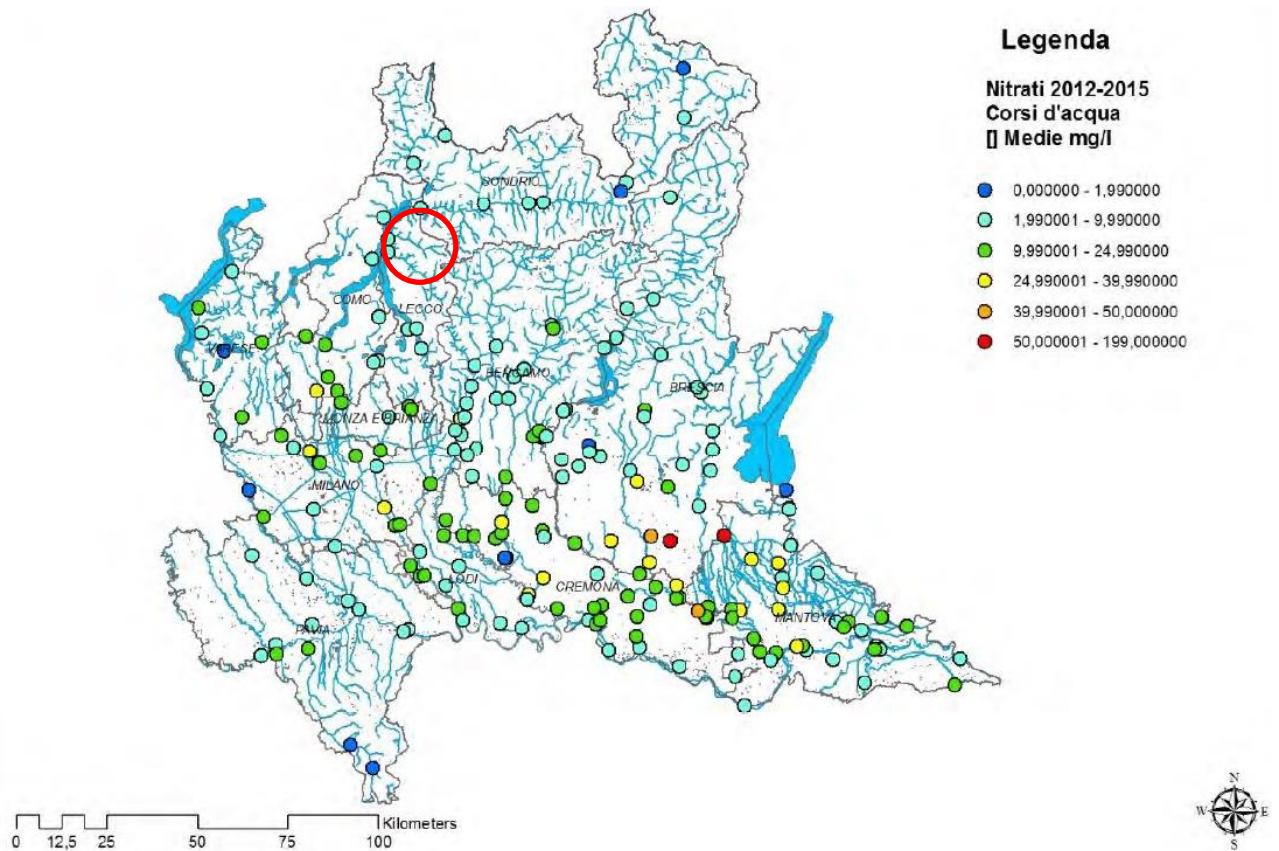 Legenda
Nitrati 2012-2015
Corsi d'acqua
[] Medie mg/l
0,000000 - 1,990000
1,990001 - 9,990000
9,990001 - 24,990000
24,990001 - 39,990000
39,990001 - 50,000000
50,000001 - 199,000000
SONDRIO
COMO
LECCO
VARESE
BERGAMO
BRESCIA
MONZA E BRIANZA
MILANO
LODI
CREMONA
PAVIA
MANTOVA
Kilometers
0 12,5 25 50 75 100
N
W E
S